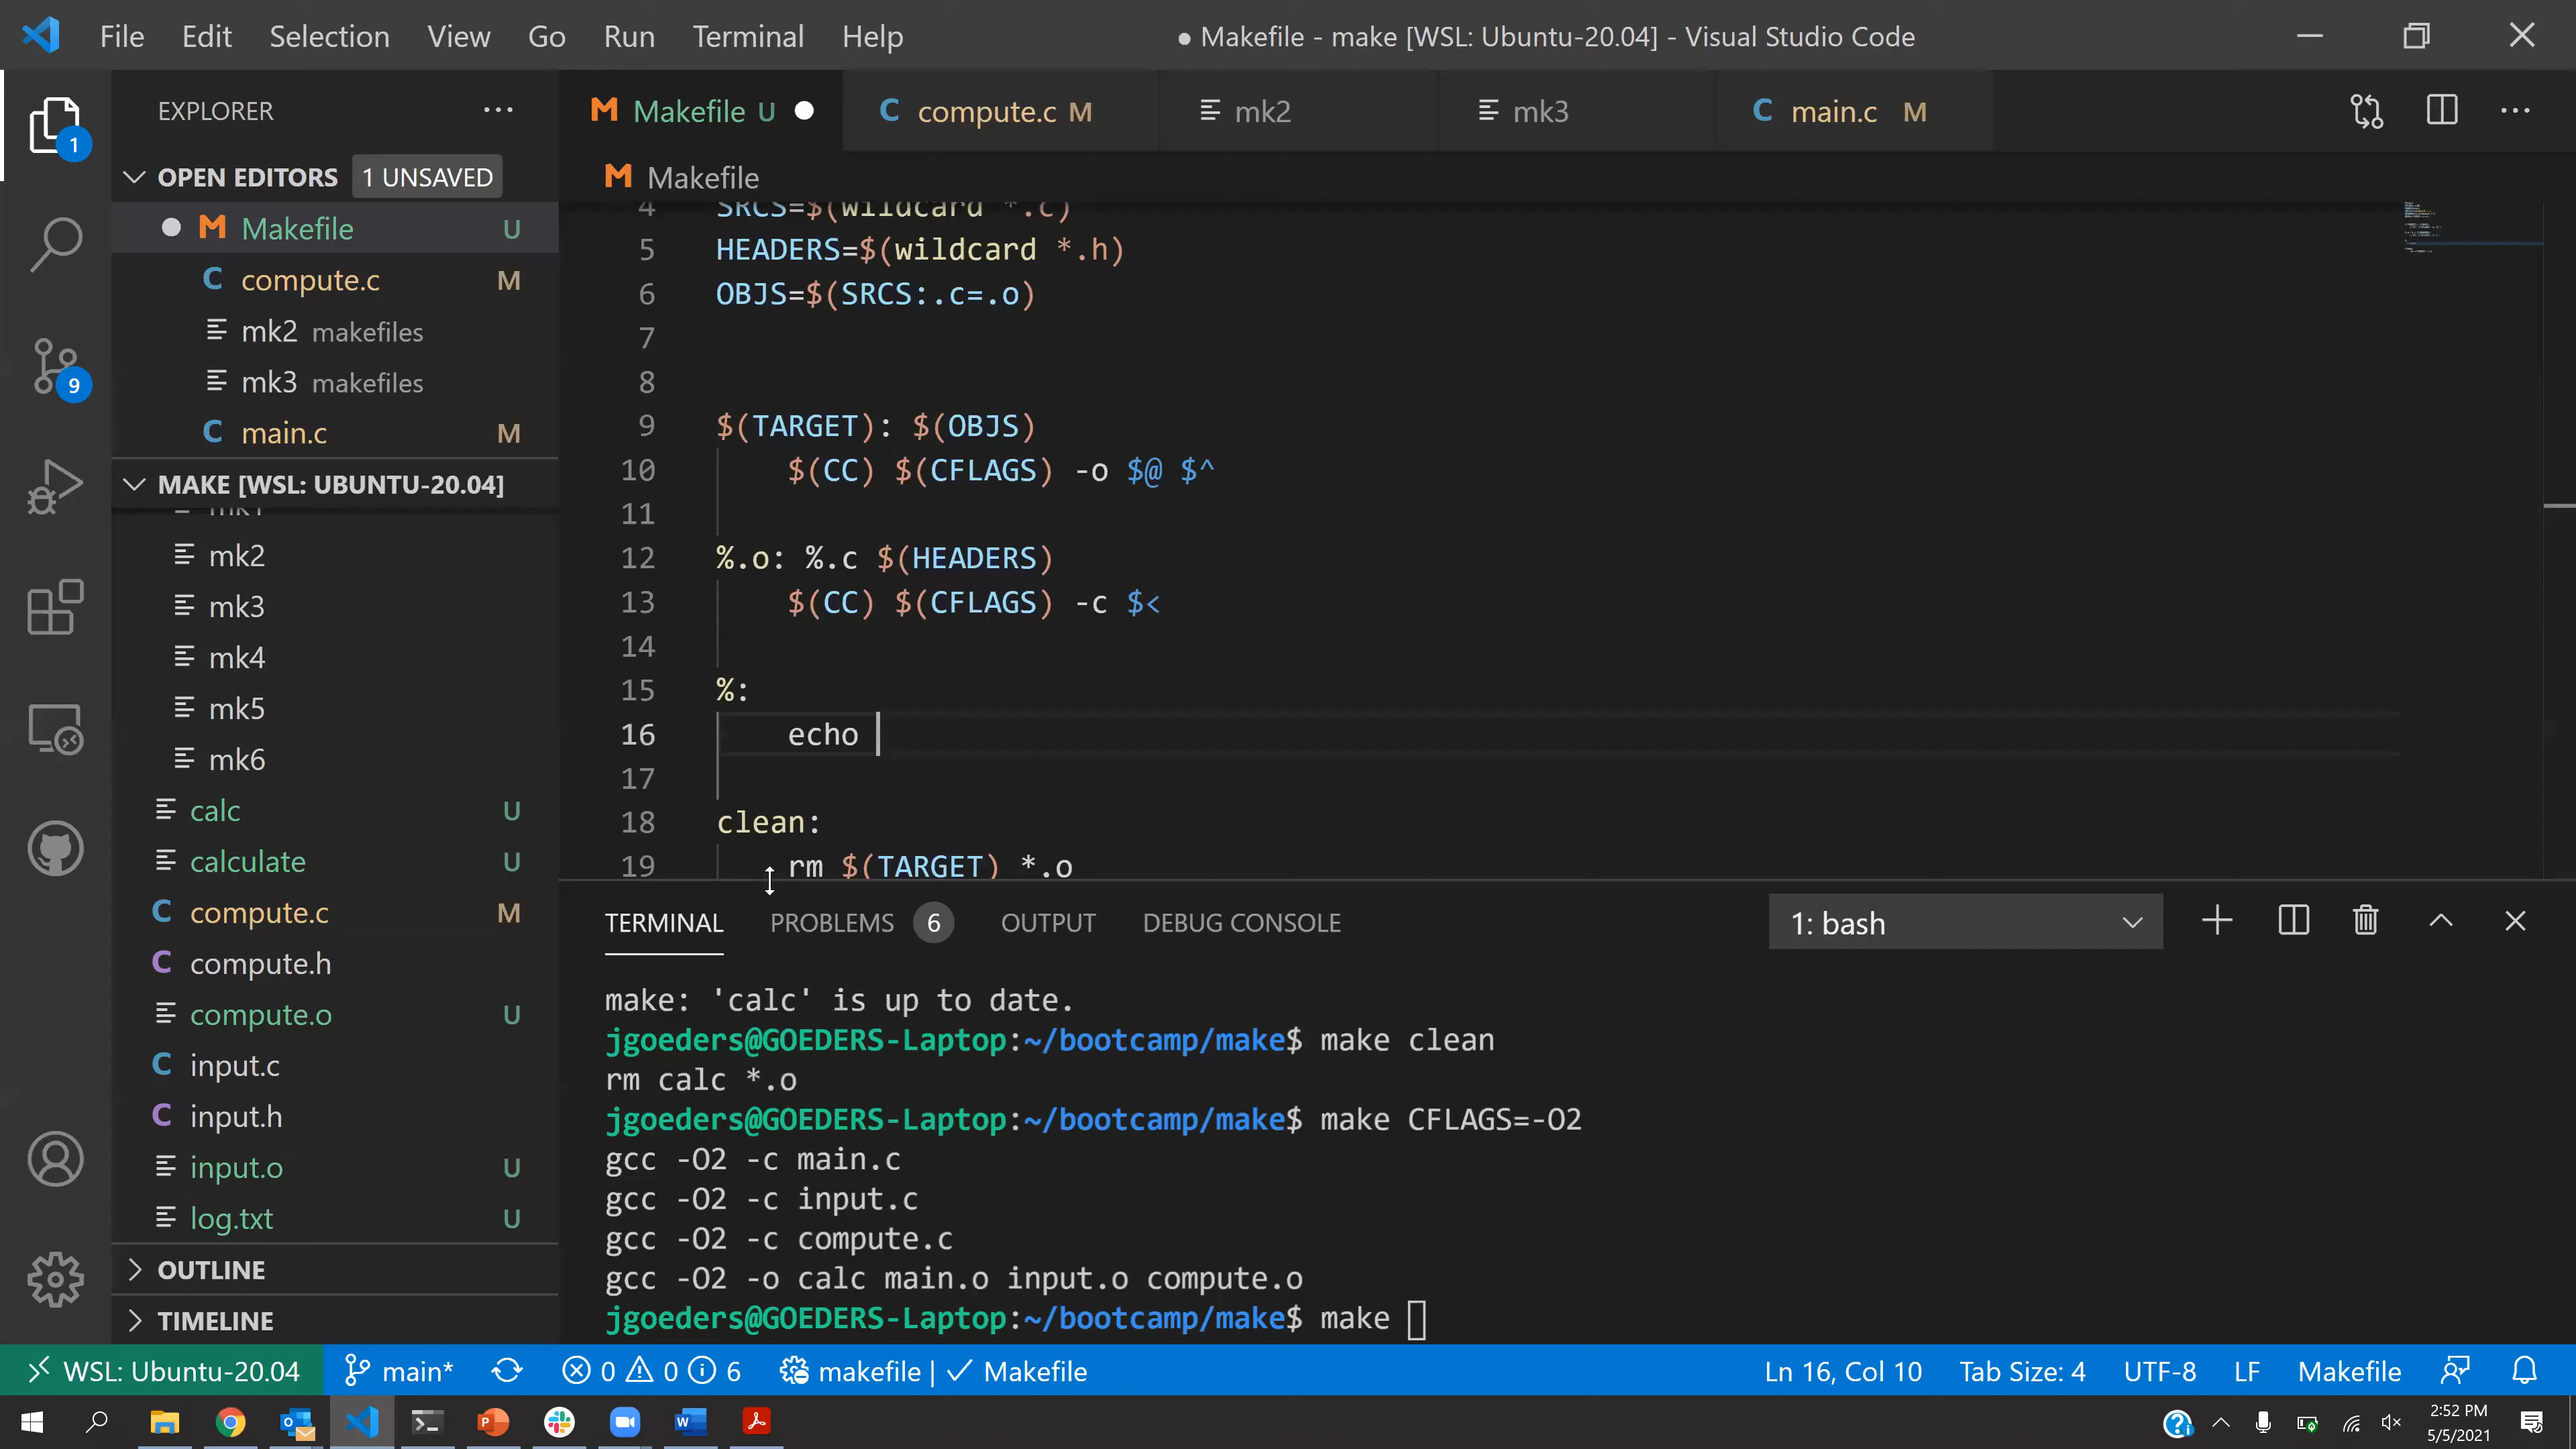 File Edit Selection View Go Run Terminal Help ● Makefile - make [WSL: Ubuntu-20.04] - Visual Studio Code
EXPLORER
1
OPEN EDITORS 1 UNSAVED
Makefile U
compute.c M
mk2 makefiles
mk3 makefiles
main.c M
9
MAKE [WSL: UBUNTU-20.04]
mk1
mk2
mk3
mk4
mk5
mk6
calc U
calculate U
compute.c M
compute.h
compute.o U
input.c
input.h
input.o U
log.txt U
OUTLINE
TIMELINE
Makefile U compute.c M mk2 mk3 main.c M
Makefile
4 SRCS=$(wildcard *.c)
5 HEADERS=$(wildcard *.h)
6 OBJS=$(SRCS:.c=.o)
7
8
9 $(TARGET): $(OBJS)
10 $(CC) $(CFLAGS) -o $@ $^
11
12 %.o: %.c $(HEADERS)
13 $(CC) $(CFLAGS) -c $<
14
15 %:
16 echo
17
18 clean:
19 rm $(TARGET) *.o
TERMINAL PROBLEMS 6 OUTPUT DEBUG CONSOLE 1: bash
make: 'calc' is up to date.
jgoeders@GOEDERS-Laptop:~/bootcamp/make$ make clean
rm calc *.o
jgoeders@GOEDERS-Laptop:~/bootcamp/make$ make CFLAGS=-O2
gcc -O2 -c main.c
gcc -O2 -c input.c
gcc -O2 -c compute.c
gcc -O2 -o calc main.o input.o compute.o
jgoeders@GOEDERS-Laptop:~/bootcamp/make$ make
WSL: Ubuntu-20.04 main* 0 0 6 makefile | ✓ Makefile Ln 16, Col 10 Tab Size: 4 UTF-8 LF Makefile
2:52 PM
5/5/2021